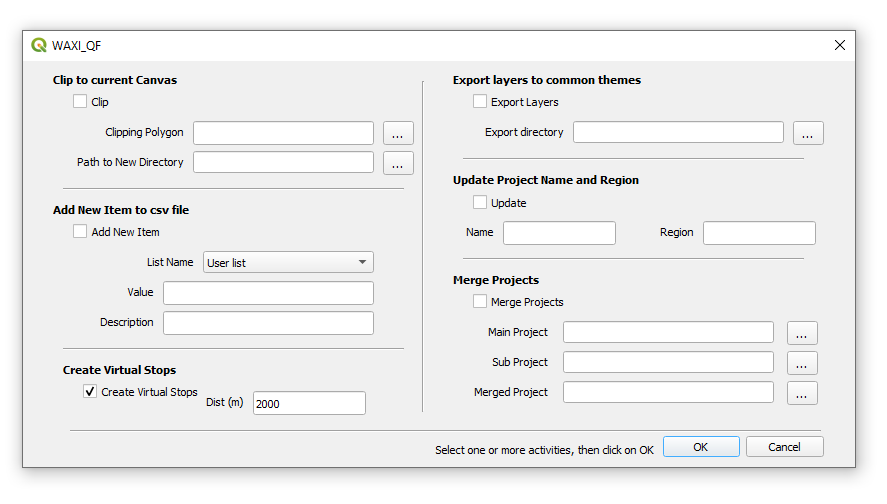 WAXI_QF
Clip to current Canvas
Clip
Clipping Polygon
...
Path to New Directory
...
Add New Item to csv file
Add New Item
List Name
User list
Value
Description
Create Virtual Stops
Create Virtual Stops
Dist (m)
2000
Export layers to common themes
Export Layers
Export directory
...
Update Project Name and Region
Update
Name
Region
Merge Projects
Merge Projects
Main Project
...
Sub Project
...
Merged Project
...
Select one or more activities, then click on OK
OK
Cancel